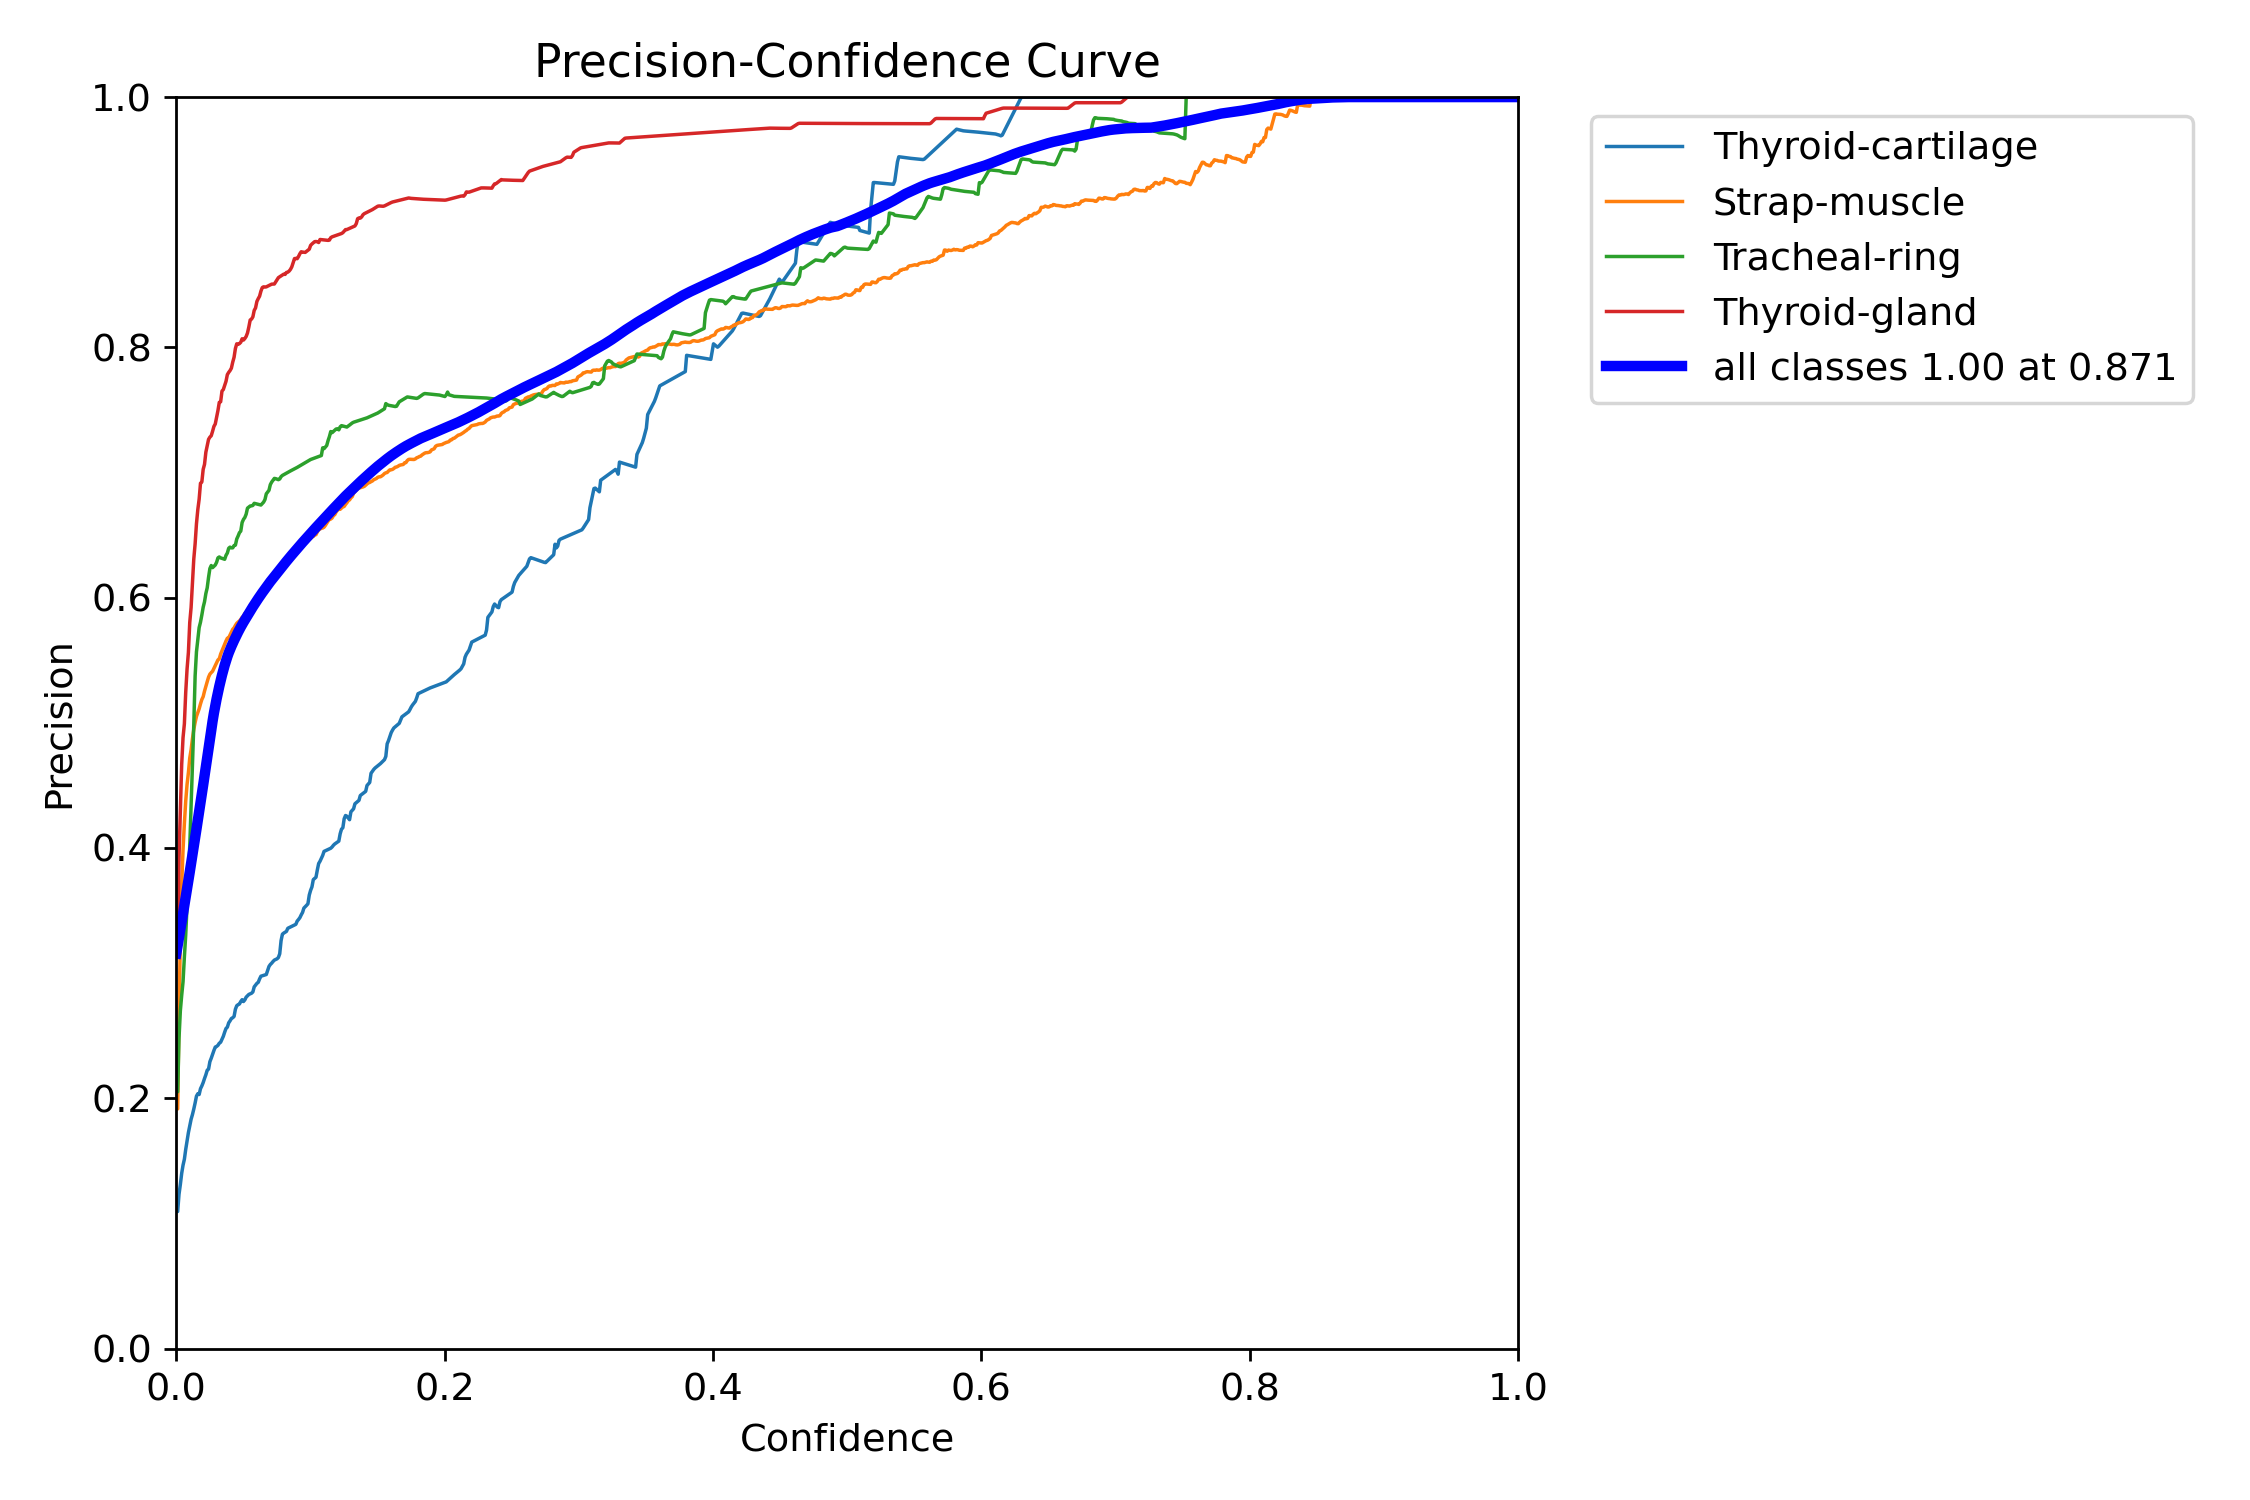 Precision-Confidence Curve
1.0
0.8
0.6
0.4
0.2
0.0
Precision
0.0 0.2 0.4 0.6 0.8 1.0
Confidence
Thyroid-cartilage
Strap-muscle
Tracheal-ring
Thyroid-gland
all classes 1.00 at 0.871